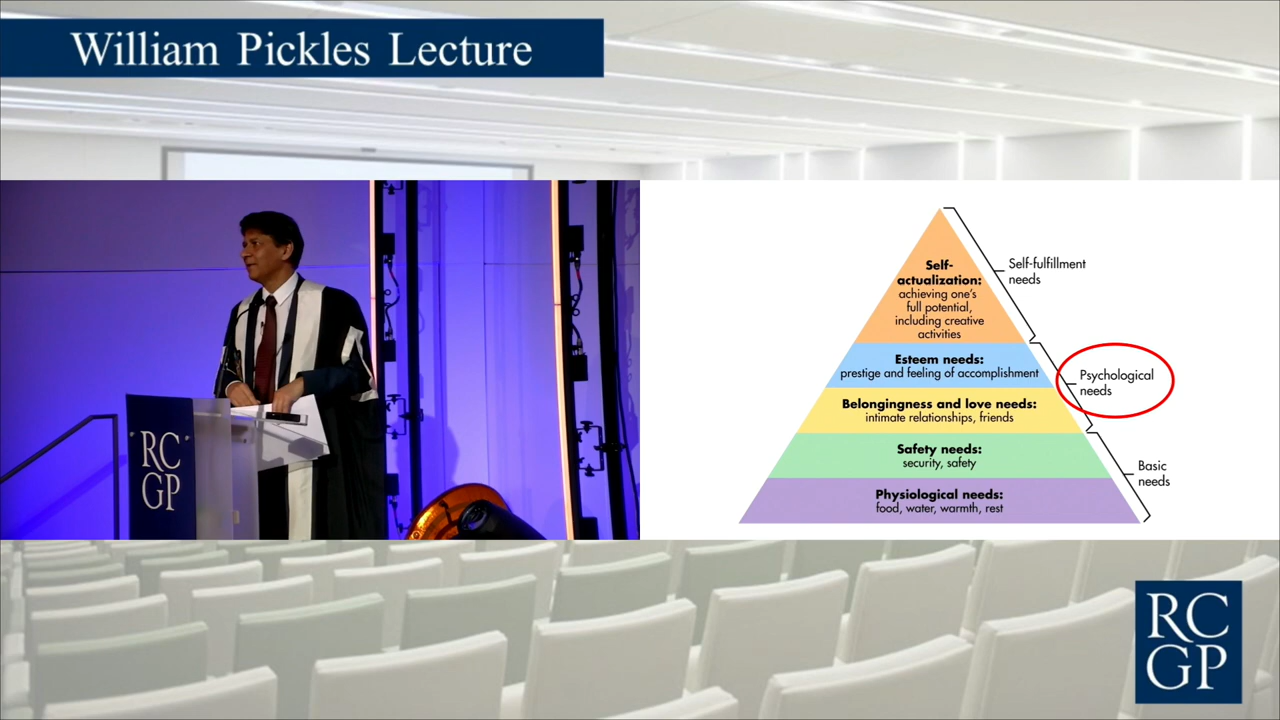 William Pickles Lecture
RC
GP
Self-
actualization:
achieving one's
full potential,
including creative
activities
Self-fulfillment
needs
Esteem needs:
prestige and feeling of accomplishment
Psychological
needs
Belongingness and love needs:
intimate relationships, friends
Safety needs:
security, safety
Basic
needs
Physiological needs:
food, water, warmth, rest
RC
GP